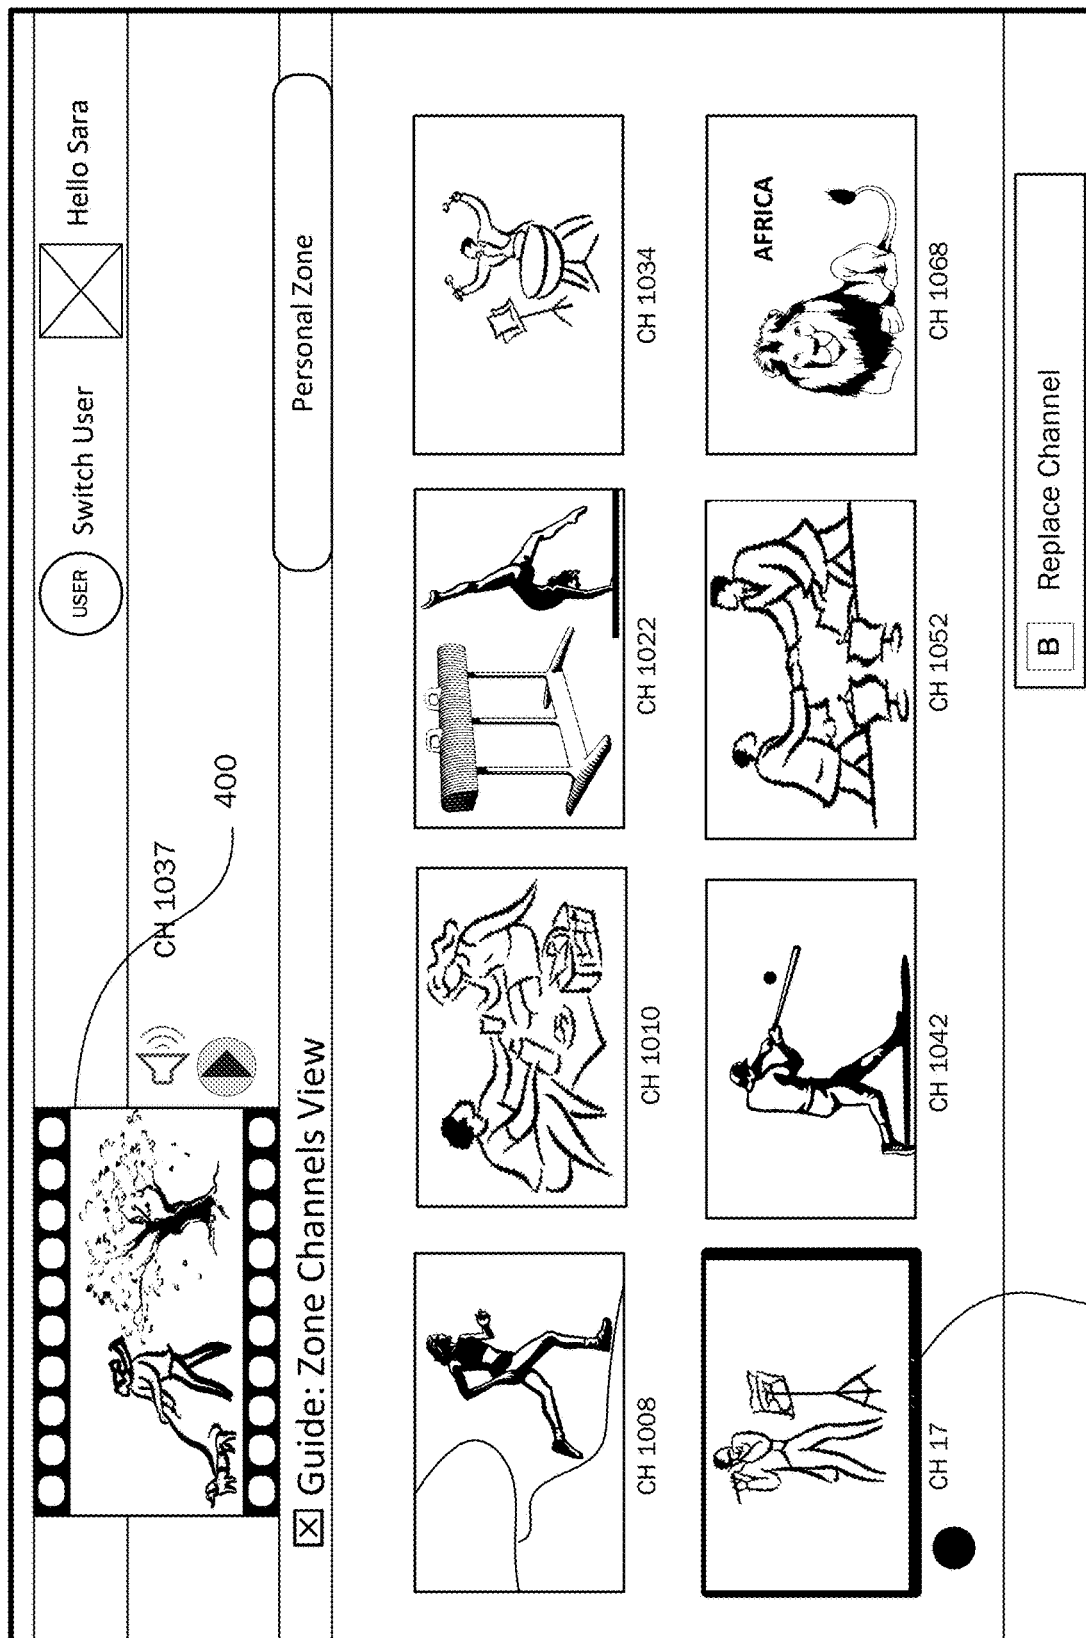 USER Switch User Hello Sara
CH 1037
400
X Guide: Zone Channels View
Personal Zone
CH 1008 CH 1010 CH 1022 CH 1034
AFRICA
CH 17 CH 1042 CH 1052 CH 1068
B Replace Channel